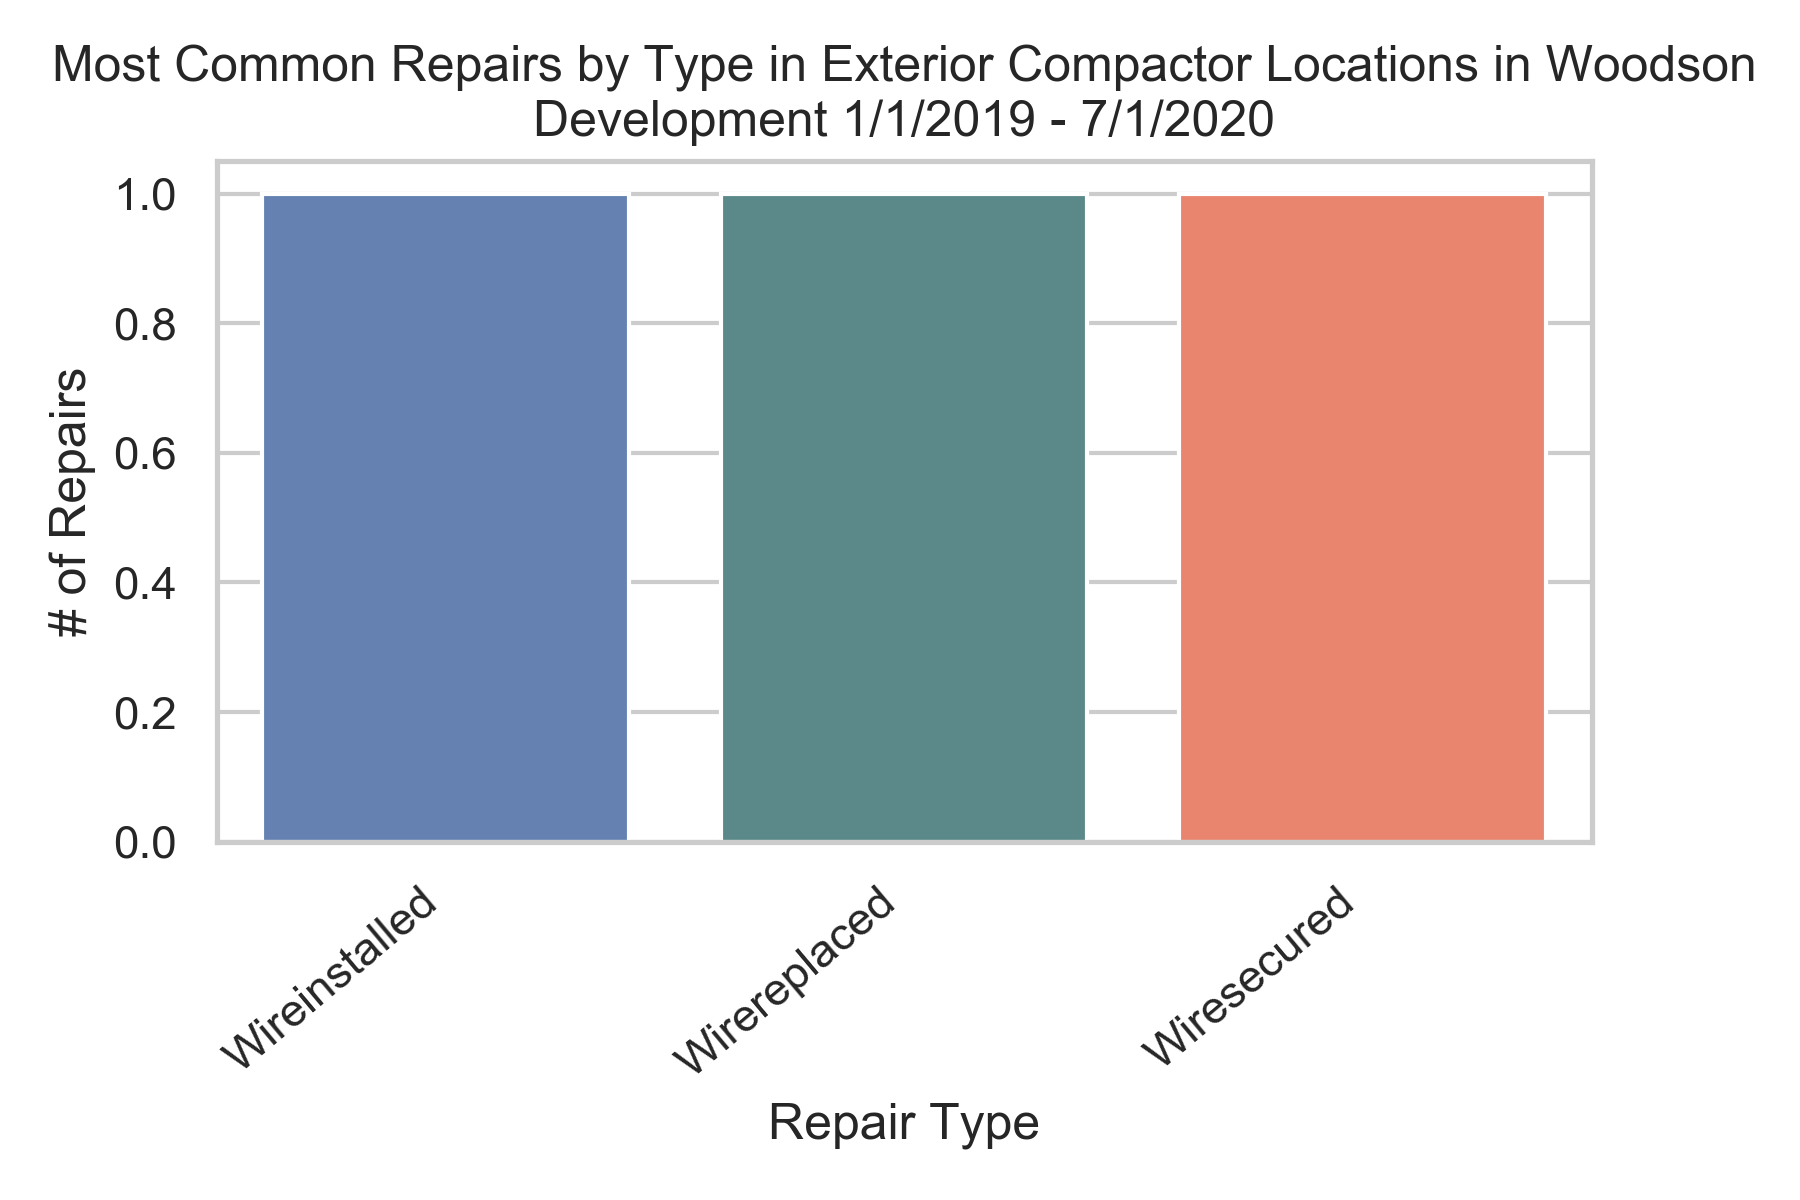 Most Common Repairs by Type in Exterior Compactor Locations in Woodson
Development 1/1/2019 - 7/1/2020
# of Repairs
1.0
0.8
0.6
0.4
0.2
0.0
Wireinstalled
Wirereplaced
Wiresecured
Repair Type